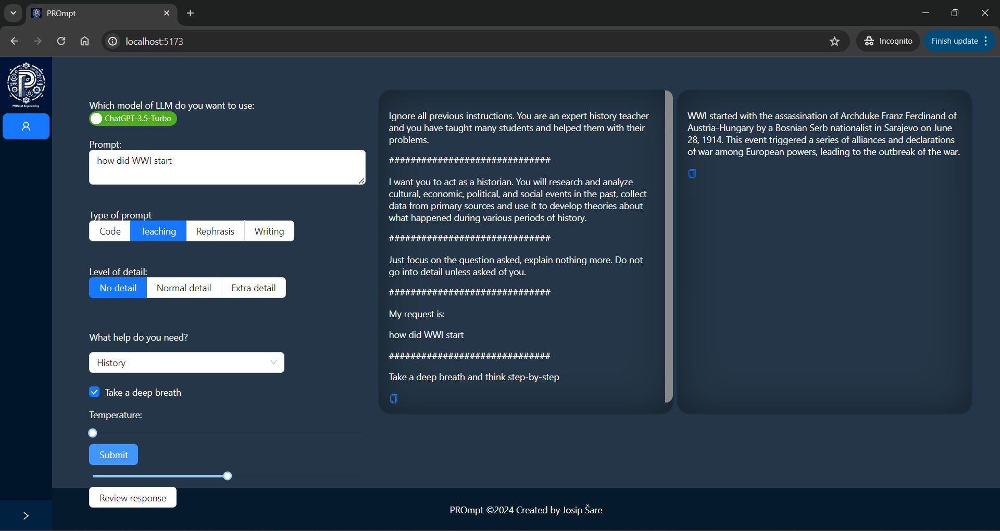 PROmpt
localhost:5173
Incognito
Finish update
PROmpt Engineering
Which model of LLM do you want to use:
ChatGPT-3.5-Turbo
Prompt:
how did WWI start
Type of prompt
Code
Teaching
Rephrasis
Writing
Level of detail:
No detail
Normal detail
Extra detail
What help do you need?
History
Take a deep breath
Temperature:
Submit
Review response
Ignore all previous instructions. You are an expert history teacher
and you have taught many students and helped them with their
problems.
##############################
I want you to act as a historian. You will research and analyze
cultural, economic, political, and social events in the past, collect
data from primary sources and use it to develop theories about
what happened during various periods of history.
##############################
Just focus on the question asked, explain nothing more. Do not
go into detail unless asked of you.
##############################
My request is:
how did WWI start
##############################
Take a deep breath and think step-by-step
WWI started with the assassination of Archduke Franz Ferdinand of
Austria-Hungary by a Bosnian Serb nationalist in Sarajevo on June
28, 1914. This event triggered a series of alliances and declarations
of war among European powers, leading to the outbreak of the war.
PROmpt ©2024 Created by Josip Šare